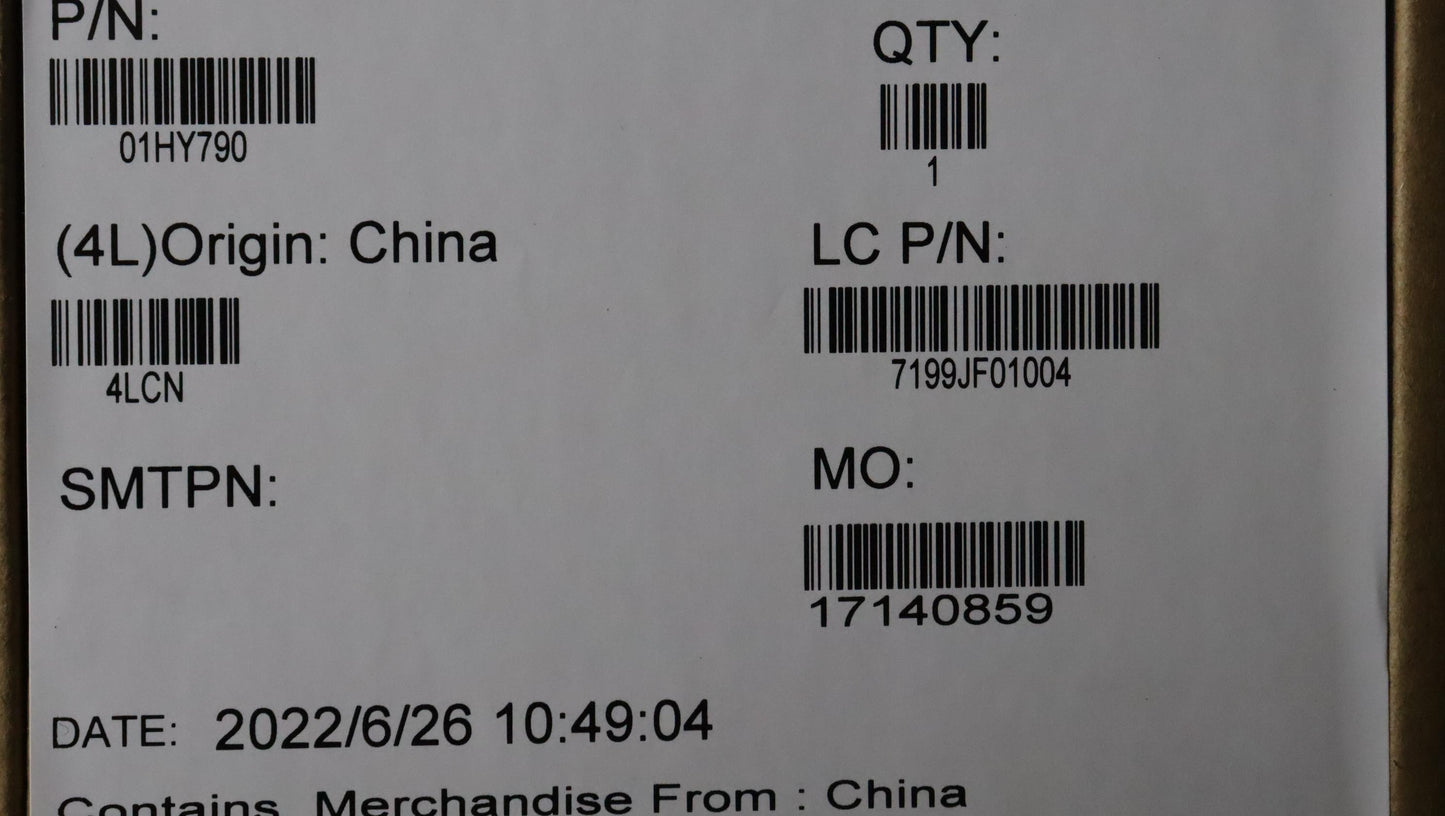 P/N:
01HY790
QTY:
1
(4L)Origin: China
4LCN
LC P/N:
7199JF01004
SMTPN:
MO:
17140859
DATE: 2022/6/26 10:49:04
Contains Merchandise From : China